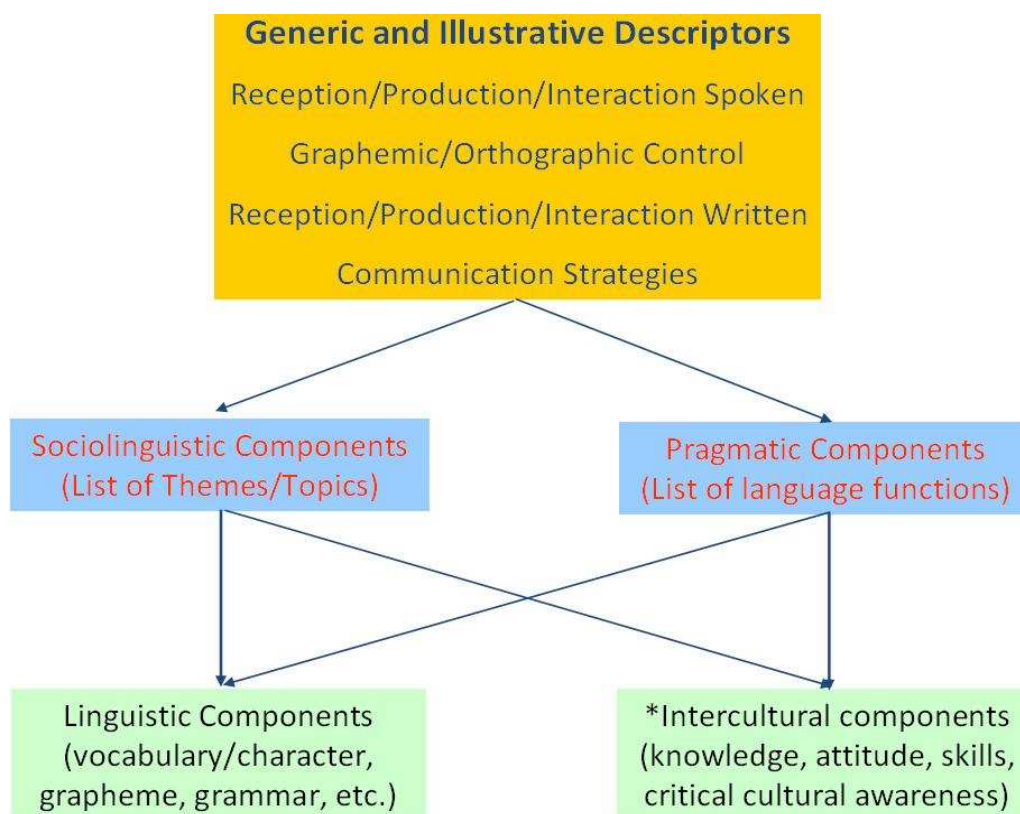 Generic and Illustrative Descriptors
Reception/Production/Interaction Spoken
Graphemic/Orthographic Control
Reception/Production/Interaction Written
Communication Strategies
Sociolinguistic Components
(List of Themes/Topics)
Pragmatic Components
(List of language functions)
Linguistic Components
(vocabulary/character,
grapheme, grammar, etc.)
*Intercultural components
(knowledge, attitude, skills,
critical cultural awareness)